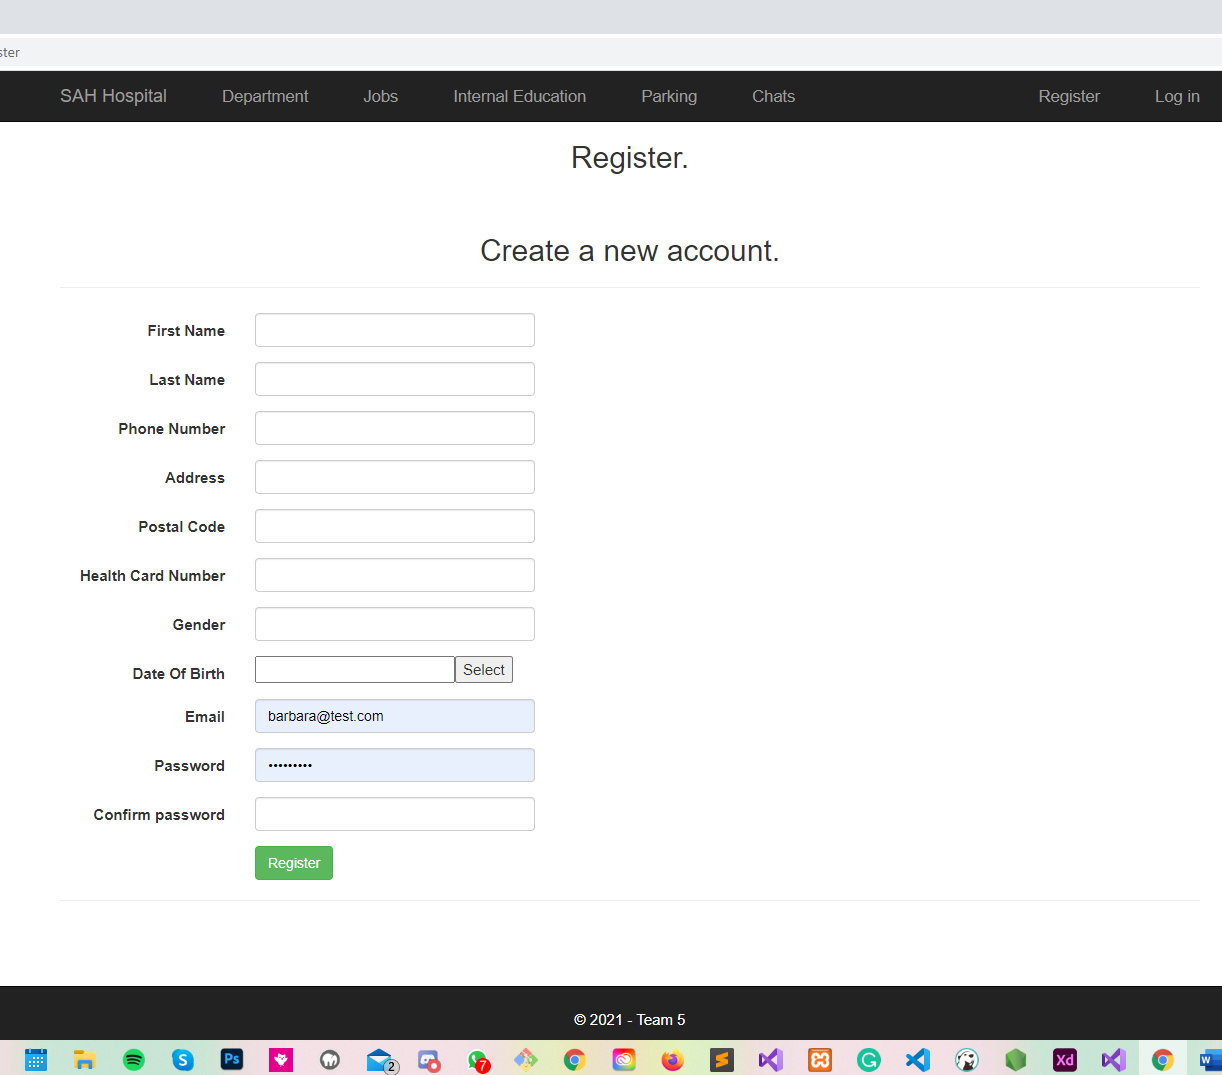 ster
SAH Hospital Department Jobs Internal Education Parking Chats Register Log in
Register.
Create a new account.
First Name
Last Name
Phone Number
Address
Postal Code
Health Card Number
Gender
Date Of Birth Select
Email barbara@test.com
Password •••••••••
Confirm password
Register
© 2021 - Team 5
S Ps 2 7 G Xd W